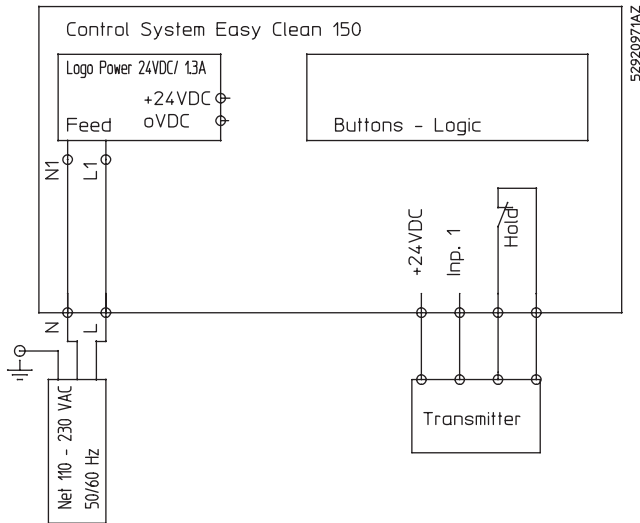 Control System Easy Clean 150
Logo Power 24VDC/ 1.3A
+24VDC
oVDC
Feed
Buttons - Logic
N1
L1
+24VDC
Inp. 1
Hold
N
L
Net 110 - 230 VAC
50/60 Hz
Transmitter
52920971AZ